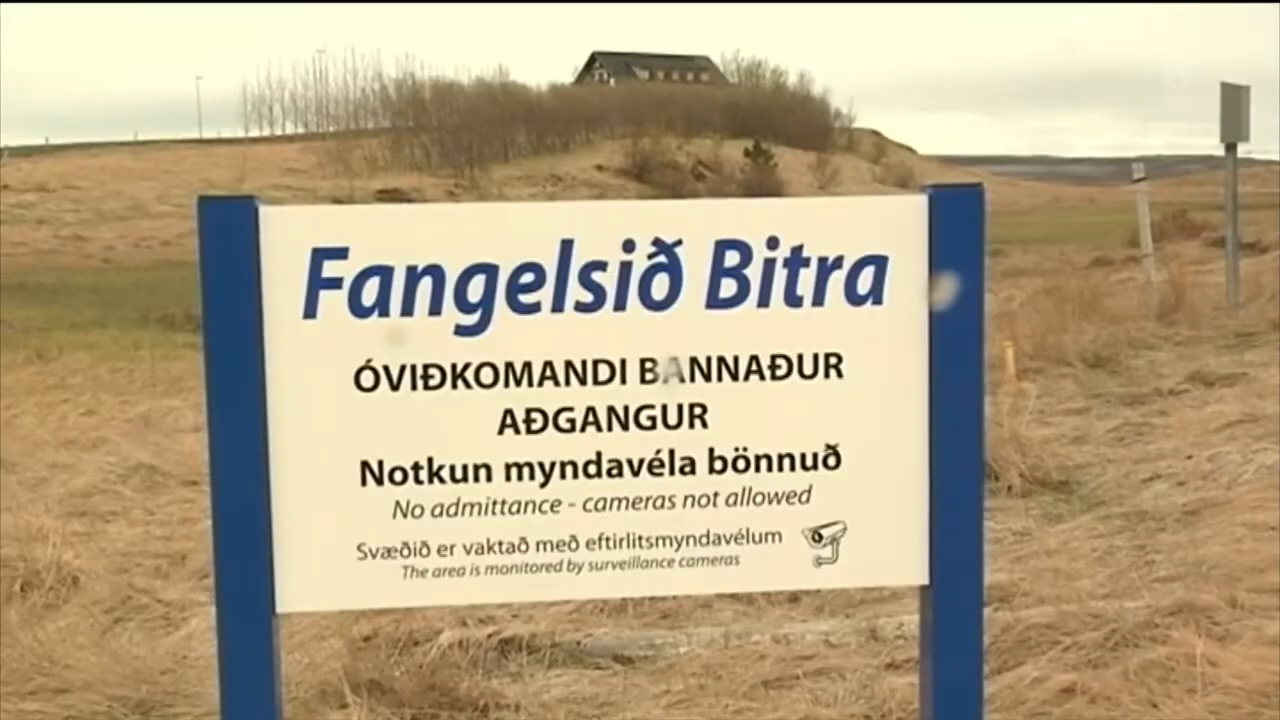 Fangelsið Bitra
ÓVIÐKOMANDI BANNAÐUR
AÐGANGUR
Notkun myndavéla bönnuð
No admittance - cameras not allowed
Svæðið er vaktað með eftirlitsmyndavélum
The area is monitored by surveillance cameras